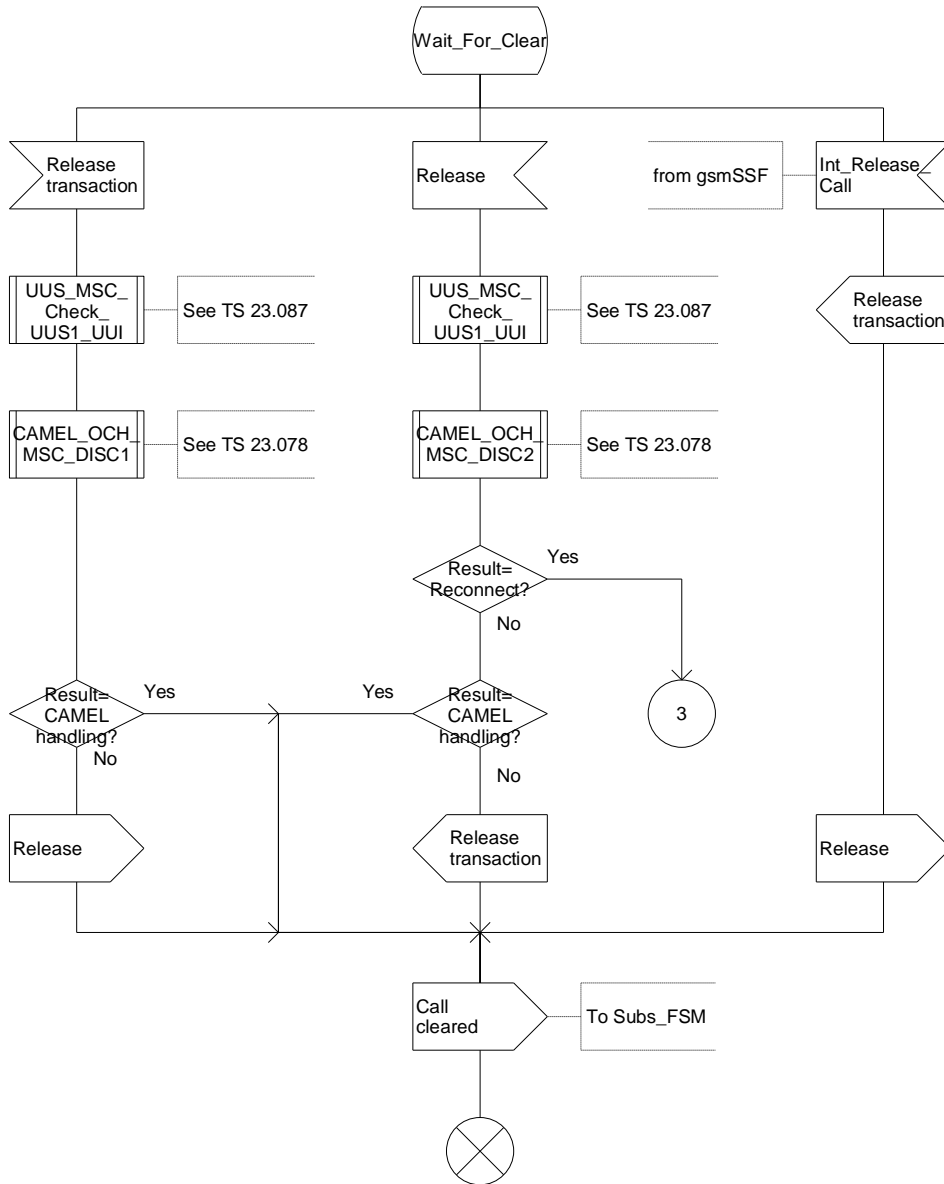 Wait_For_Clear
Release
transaction
Release
from gsmSSF
Int_Release_
Call
UUS_MSC_
Check_
UUS1_UUI
See TS 23.087
UUS_MSC_
Check_
UUS1_UUI
See TS 23.087
Release
transaction
CAMEL_OCH_
MSC_DISC1
See TS 23.078
CAMEL_OCH_
MSC_DISC2
See TS 23.078
Result=
Reconnect?
Yes
No
Result=
CAMEL
handling?
Yes
No
Yes
Result=
CAMEL
handling?
No
3
Release
Release
transaction
Release
Call
cleared
To Subs_FSM